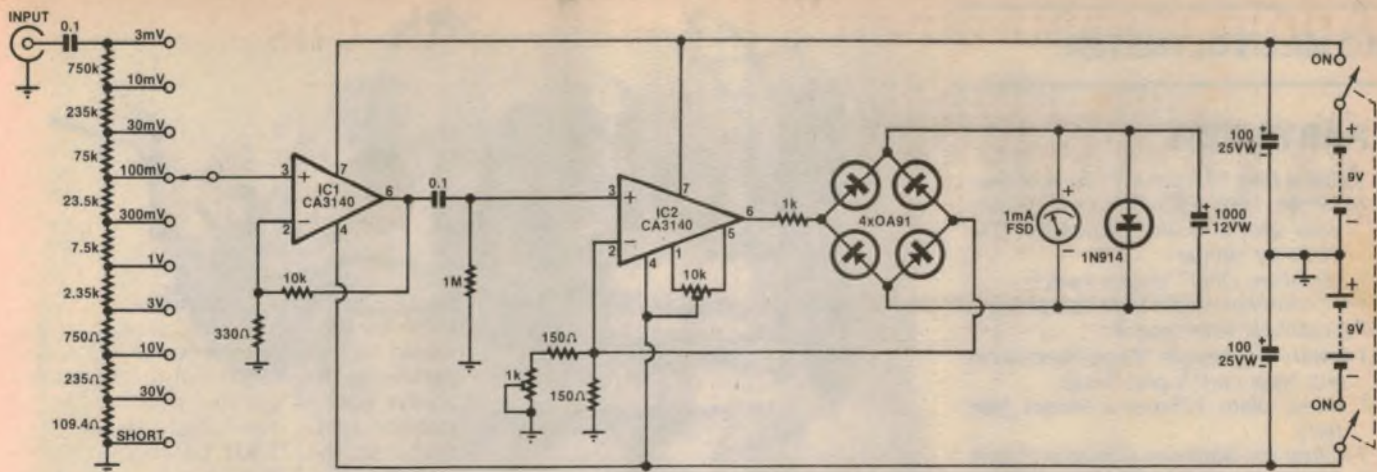 INPUT
0.1
3mV
750k
10mV
235k
30mV
75k
100mV
23.5k
300mV
7.5k
1V
2.35k
3V
750Ω
10V
235Ω
30V
109.4Ω
SHORT
3
+
7
IC1
CA3140
6
−
2
4
10k
330Ω
0.1
1M
3
+
7
IC2
CA3140
6
−
2
4
1
5
10k
150Ω
1k
150Ω
1k
4xOA91
+
1mA
FSD
−
1N914
+
1000
12VW
−
+
100
25VW
−
+
100
25VW
−
ON
+
9V
−
+
9V
−
ON